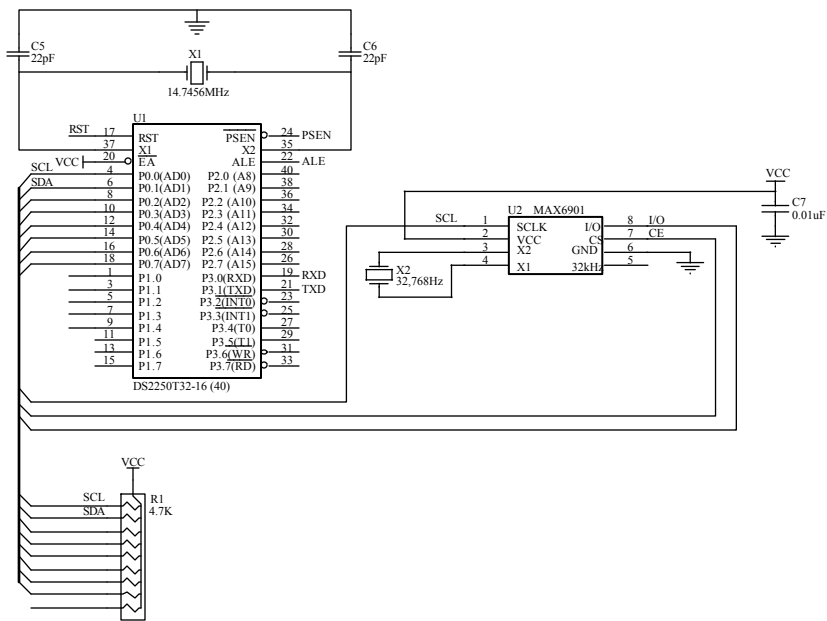 C5
22pF
C6
22pF
X1
14.7456MHz
U1
RST 17 RST PSEN 24 PSEN
37 X1 X2 35
VCC 20 EA ALE 22 ALE
SCL 4 P0.0(AD0) P2.0 (A8) 40
SDA 6 P0.1(AD1) P2.1 (A9) 38
8 P0.2(AD2) P2.2 (A10) 36
10 P0.3(AD3) P2.3 (A11) 34
12 P0.4(AD4) P2.4 (A12) 32
14 P0.5(AD5) P2.5 (A13) 30
16 P0.6(AD6) P2.6 (A14) 28
18 P0.7(AD7) P2.7 (A15) 26
1 P1.0 P3.0(RXD) 19 RXD
3 P1.1 P3.1(TXD) 21 TXD
5 P1.2 P3.2(INT0) 23
7 P1.3 P3.3(INT1) 25
9 P1.4 P3.4(T0) 27
11 P1.5 P3.5(T1) 29
13 P1.6 P3.6(WR) 31
15 P1.7 P3.7(RD) 33
DS2250T32-16 (40)
U2 MAX6901
SCL 1 SCLK I/O 8 I/O
2 VCC CS 7 CE
3 X2 GND 6
4 X1 32kHz 5
X2
32,768Hz
VCC
C7
0.01uF
VCC
R1
4.7K
SCL
SDA